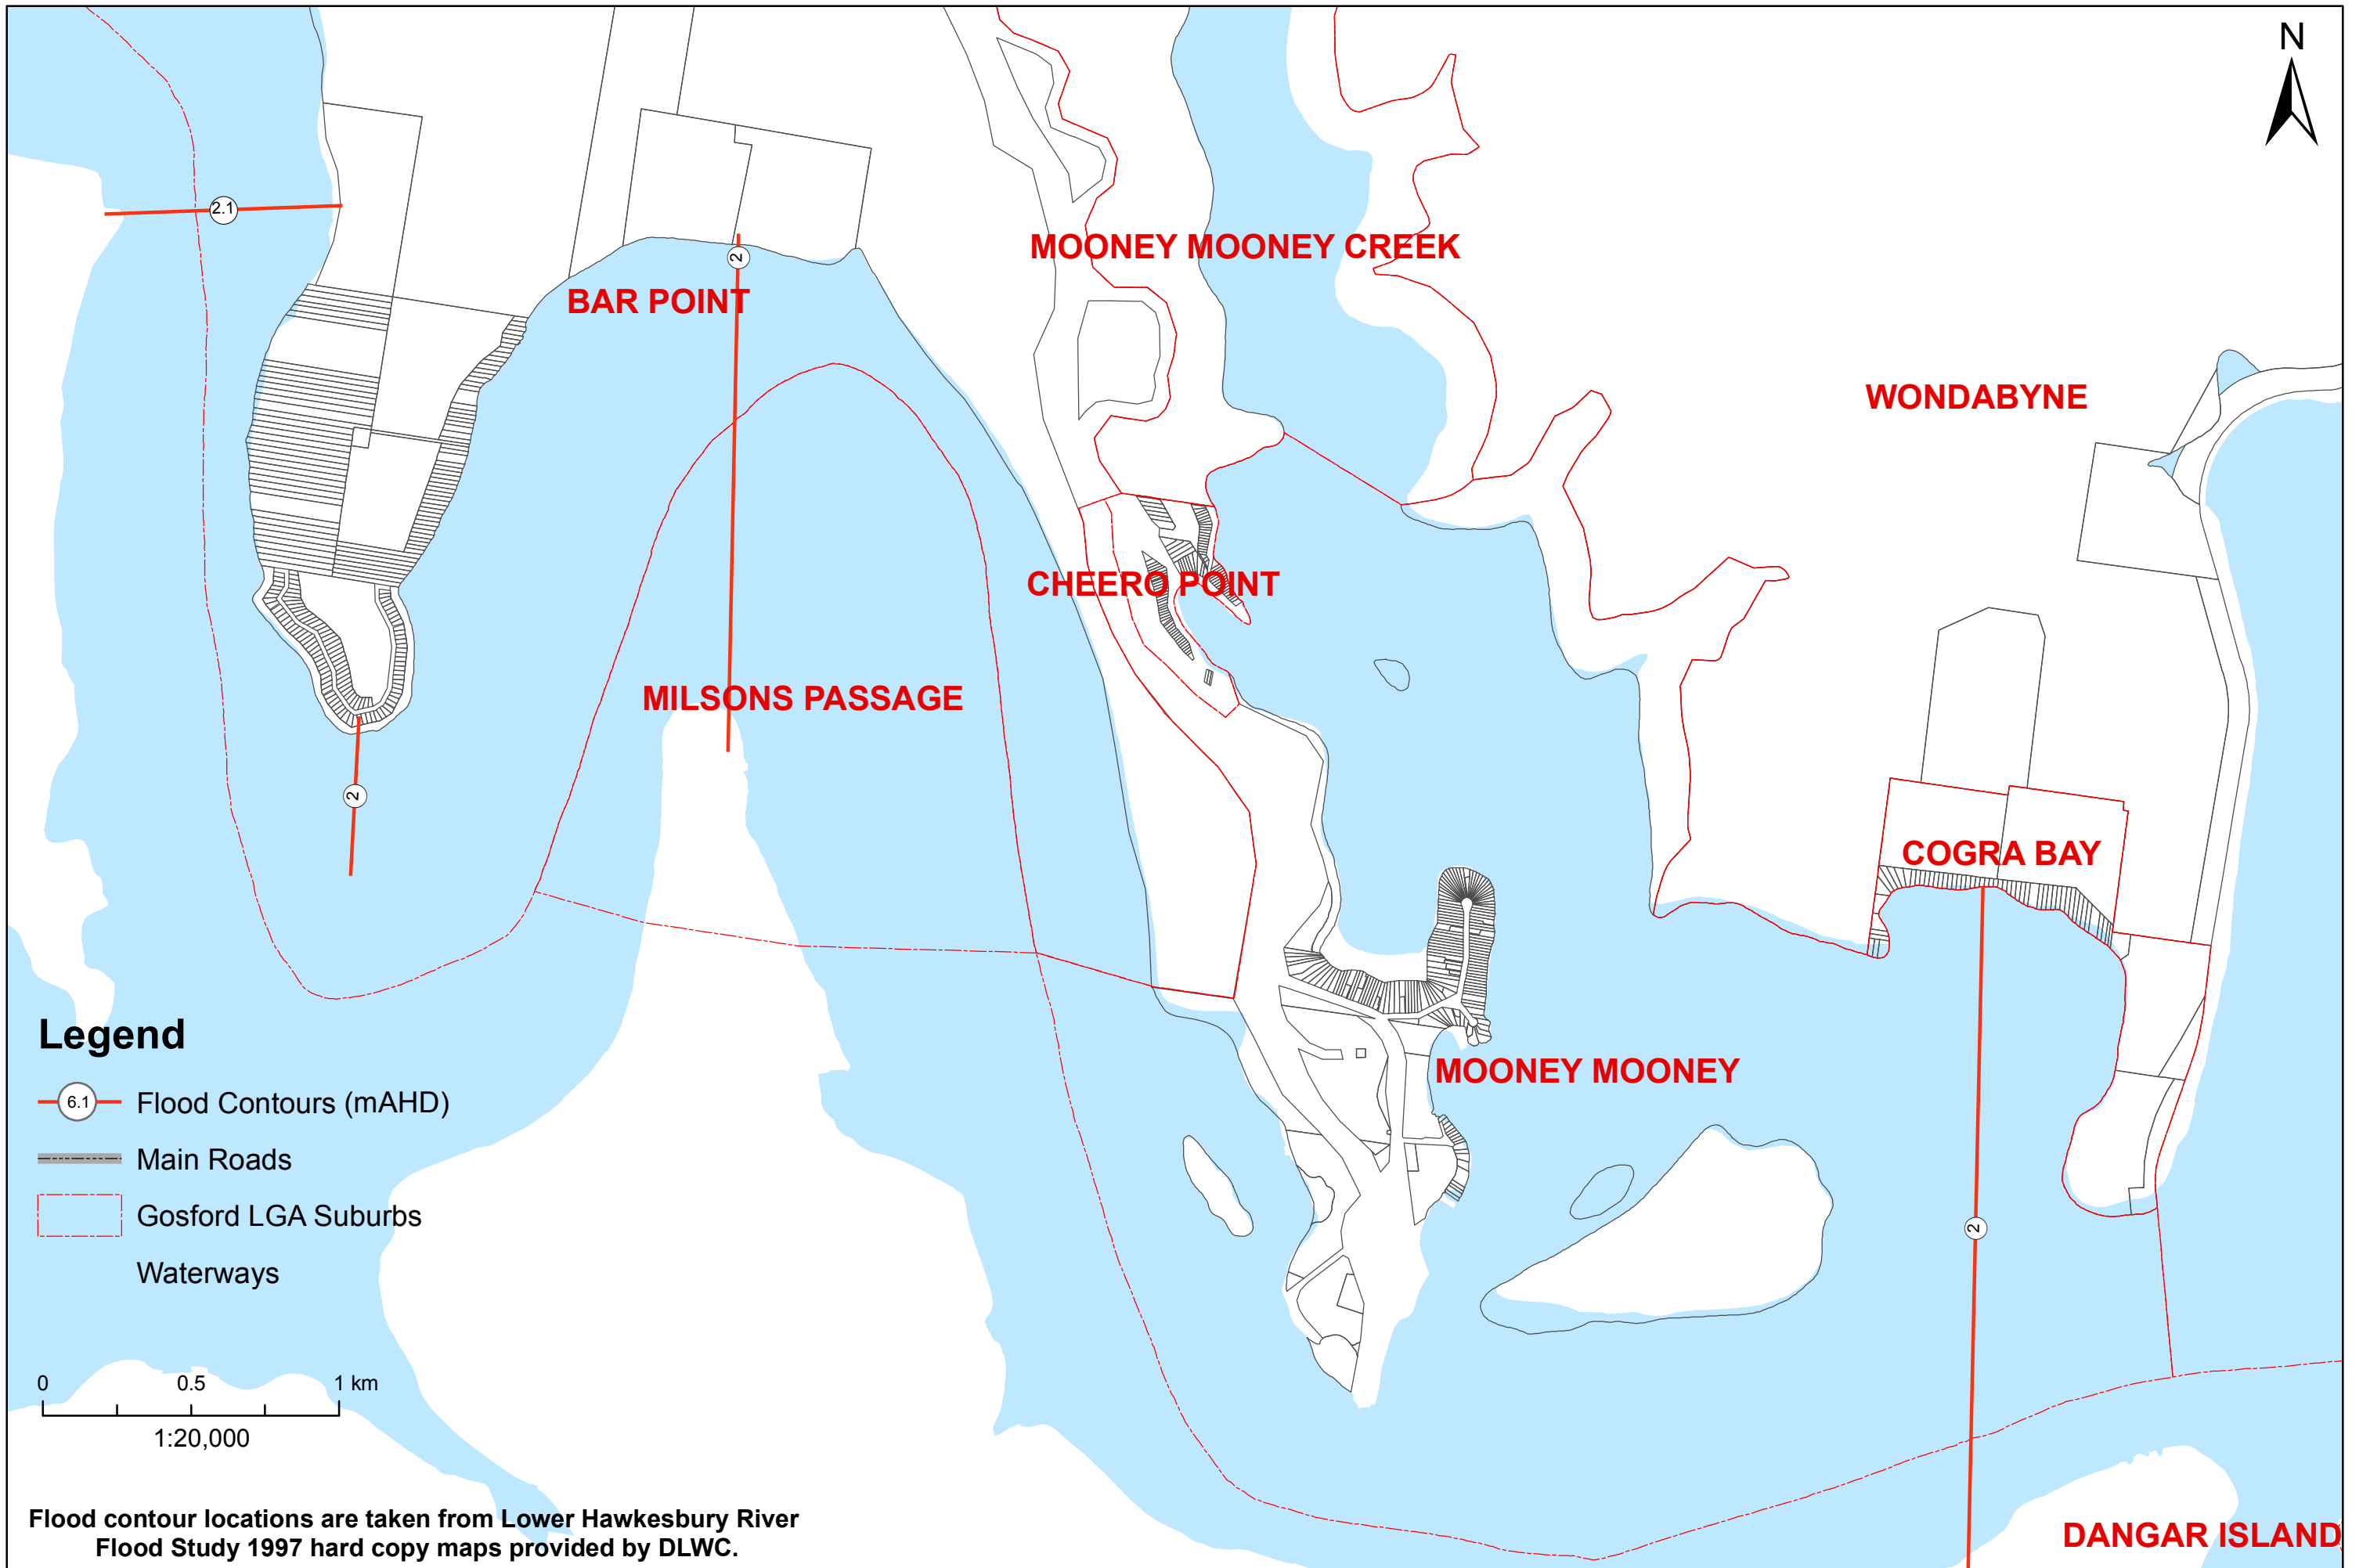 N
2.1
MOONEY MOONEY CREEK
2
BAR POINT
WONDABYNE
CHEERO POINT
MILSONS PASSAGE
2
COGRA BAY
Legend
MOONEY MOONEY
6.1 Flood Contours (mAHD)
Main Roads
Gosford LGA Suburbs
2
Waterways
0 0.5 1 km
1:20,000
Flood contour locations are taken from Lower Hawkesbury River
Flood Study 1997 hard copy maps provided by DLWC.
DANGAR ISLAND